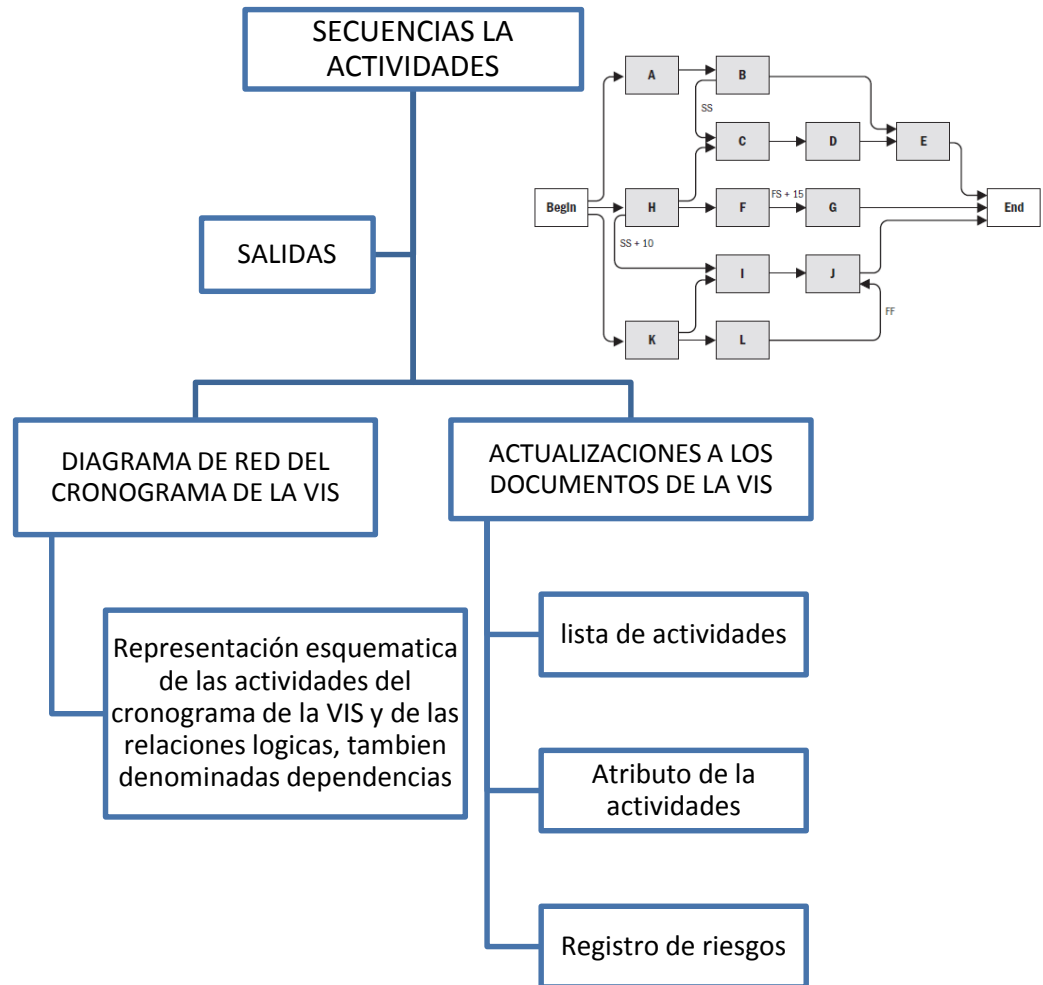 SECUENCIAS LA
ACTIVIDADES
A
B
SS
C
D
E
Begin
H
F
FS + 15
G
End
SS + 10
I
J
FF
K
L
SALIDAS
DIAGRAMA DE RED DEL
CRONOGRAMA DE LA VIS
Representación esquematica
de las actividades del
cronograma de la VIS y de las
relaciones logicas, tambien
denominadas dependencias
ACTUALIZACIONES A LOS
DOCUMENTOS DE LA VIS
lista de actividades
Atributo de la
actividades
Registro de riesgos